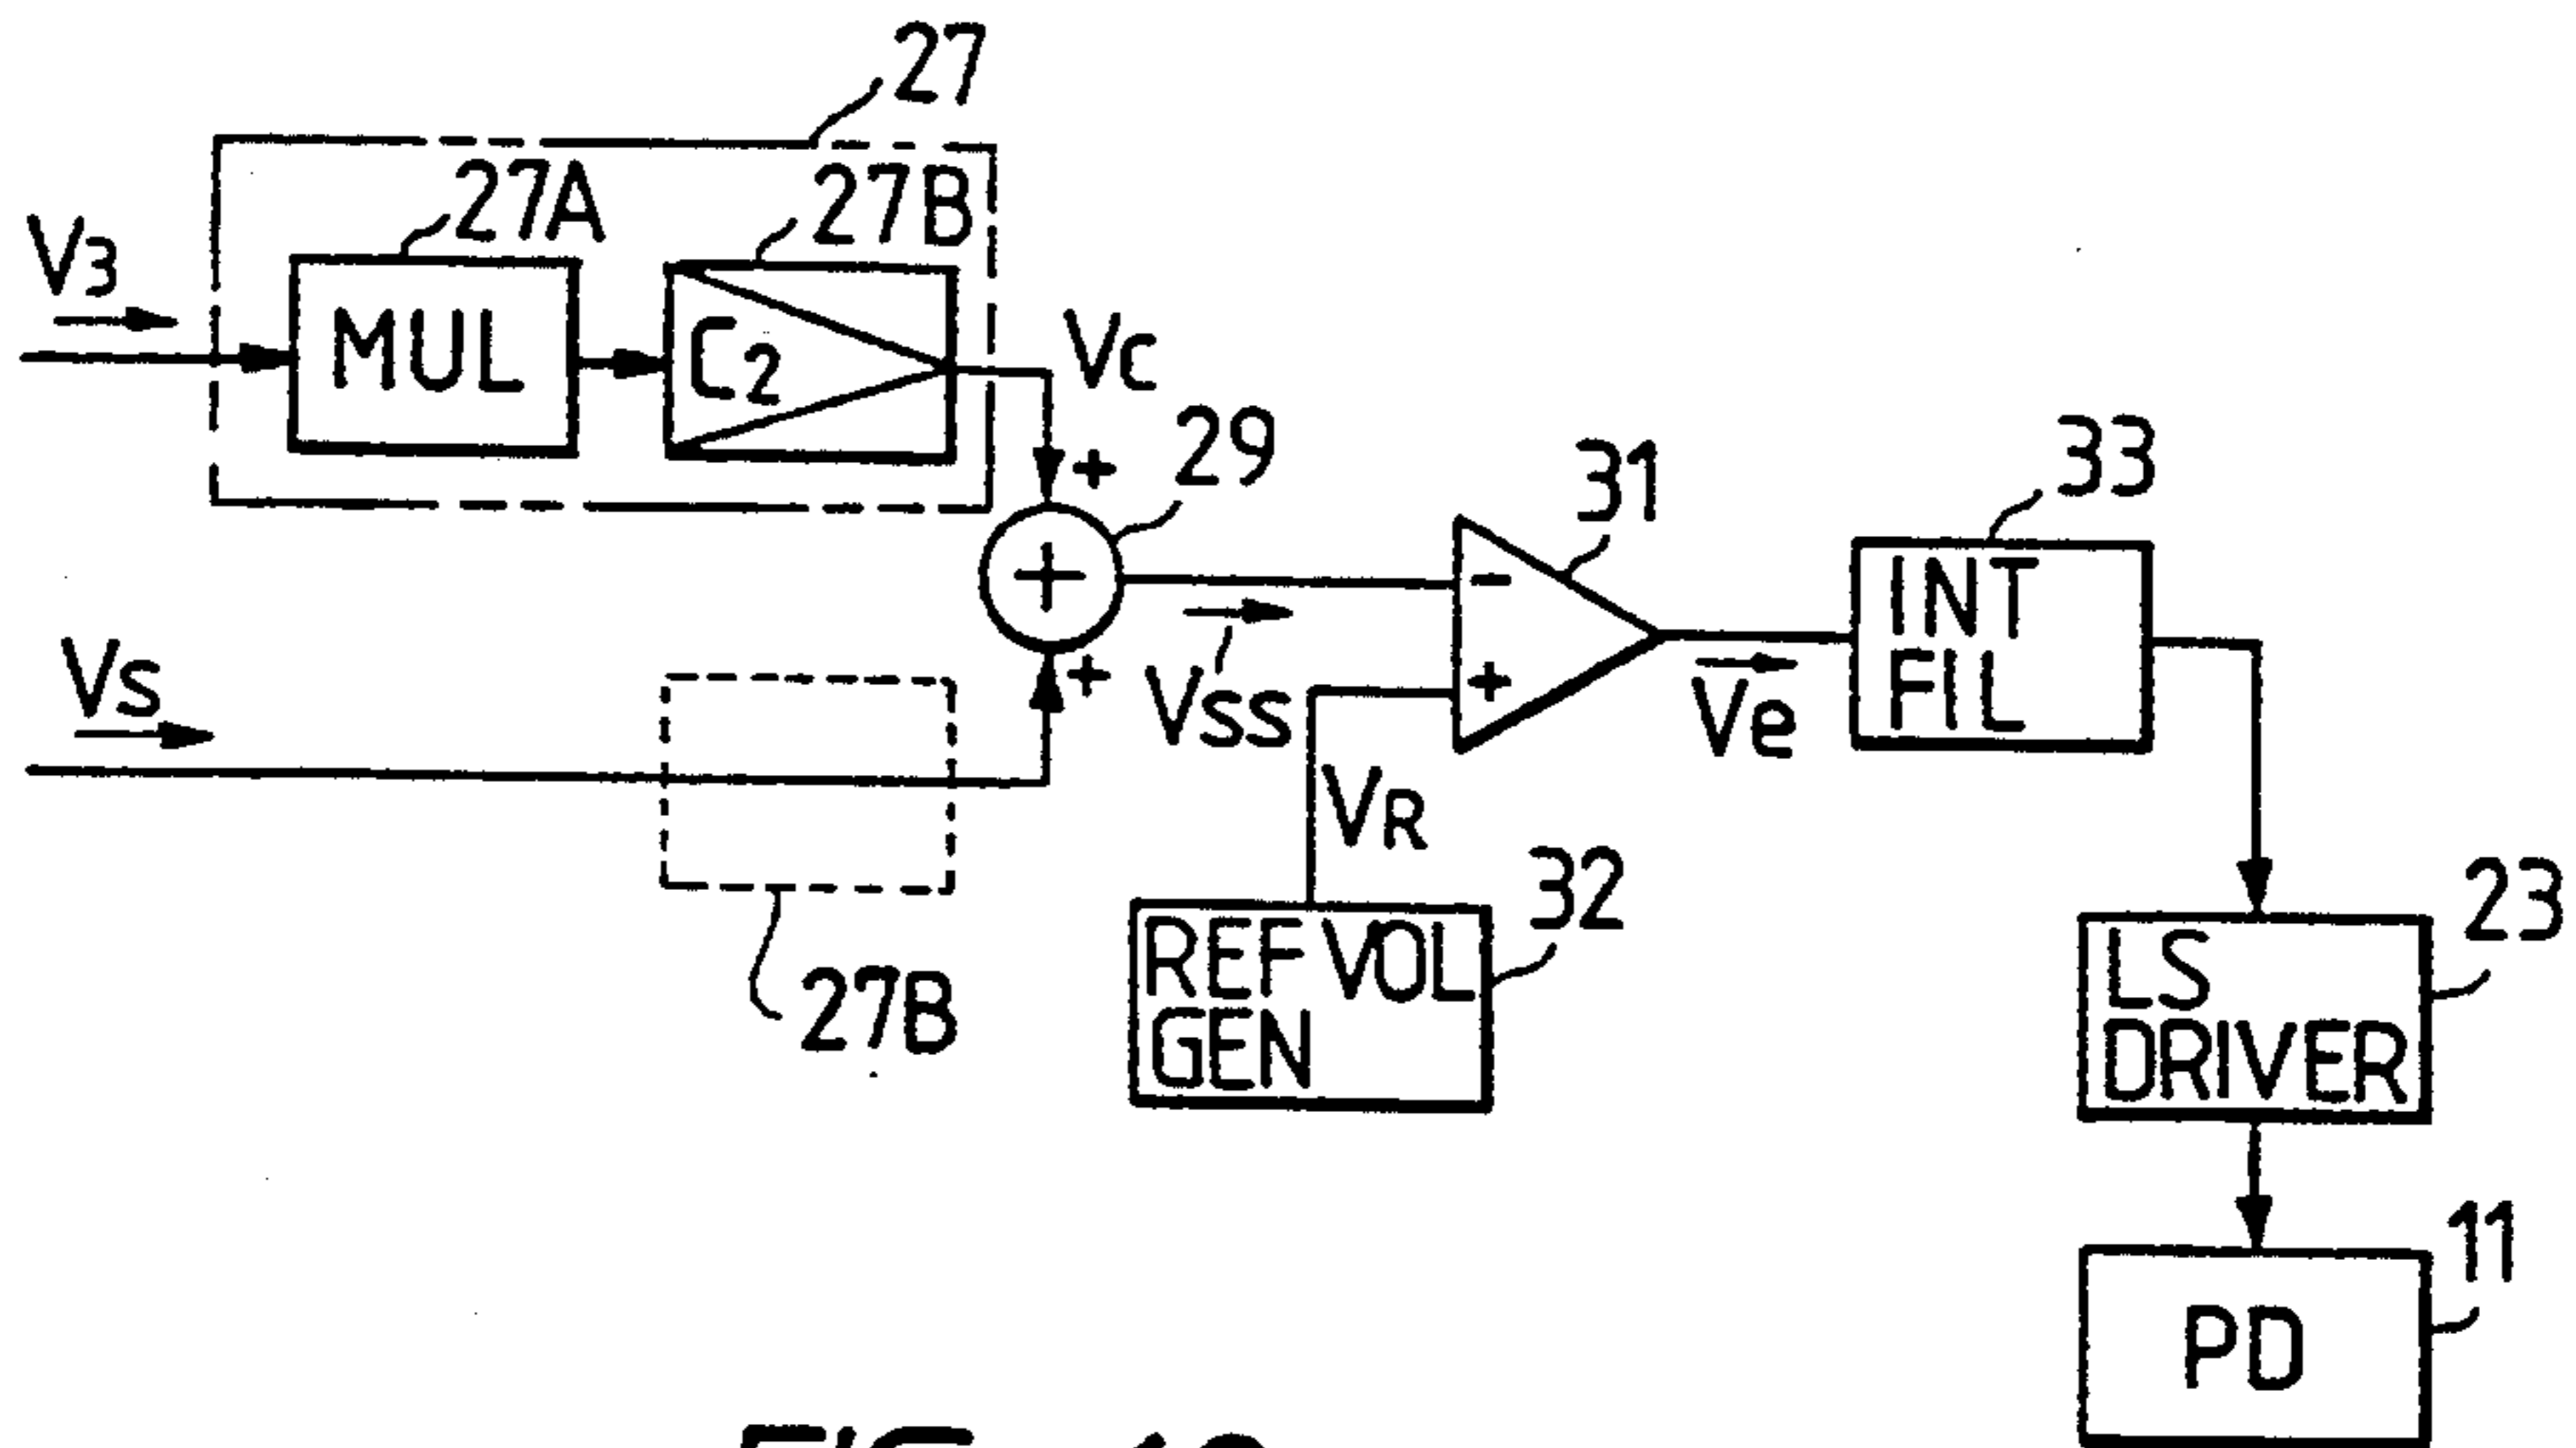 27
27A
27B
V3
MUL
C2
Vc
+
29
31
33
+
-
INT
FIL
Vs
+
Vss
+
Ve
VR
32
23
REF VOL
GEN
LS
DRIVER
27B
11
PD